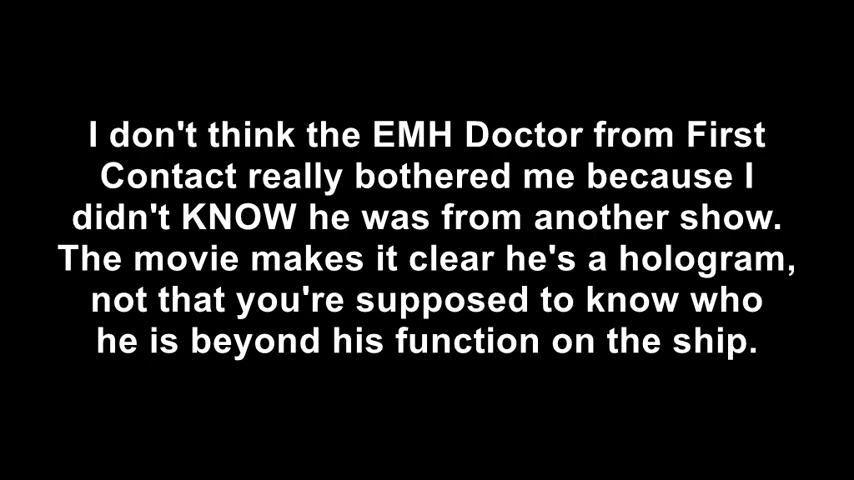 I don't think the EMH Doctor from First
Contact really bothered me because I
didn't KNOW he was from another show.
The movie makes it clear he's a hologram,
not that you're supposed to know who
he is beyond his function on the ship.